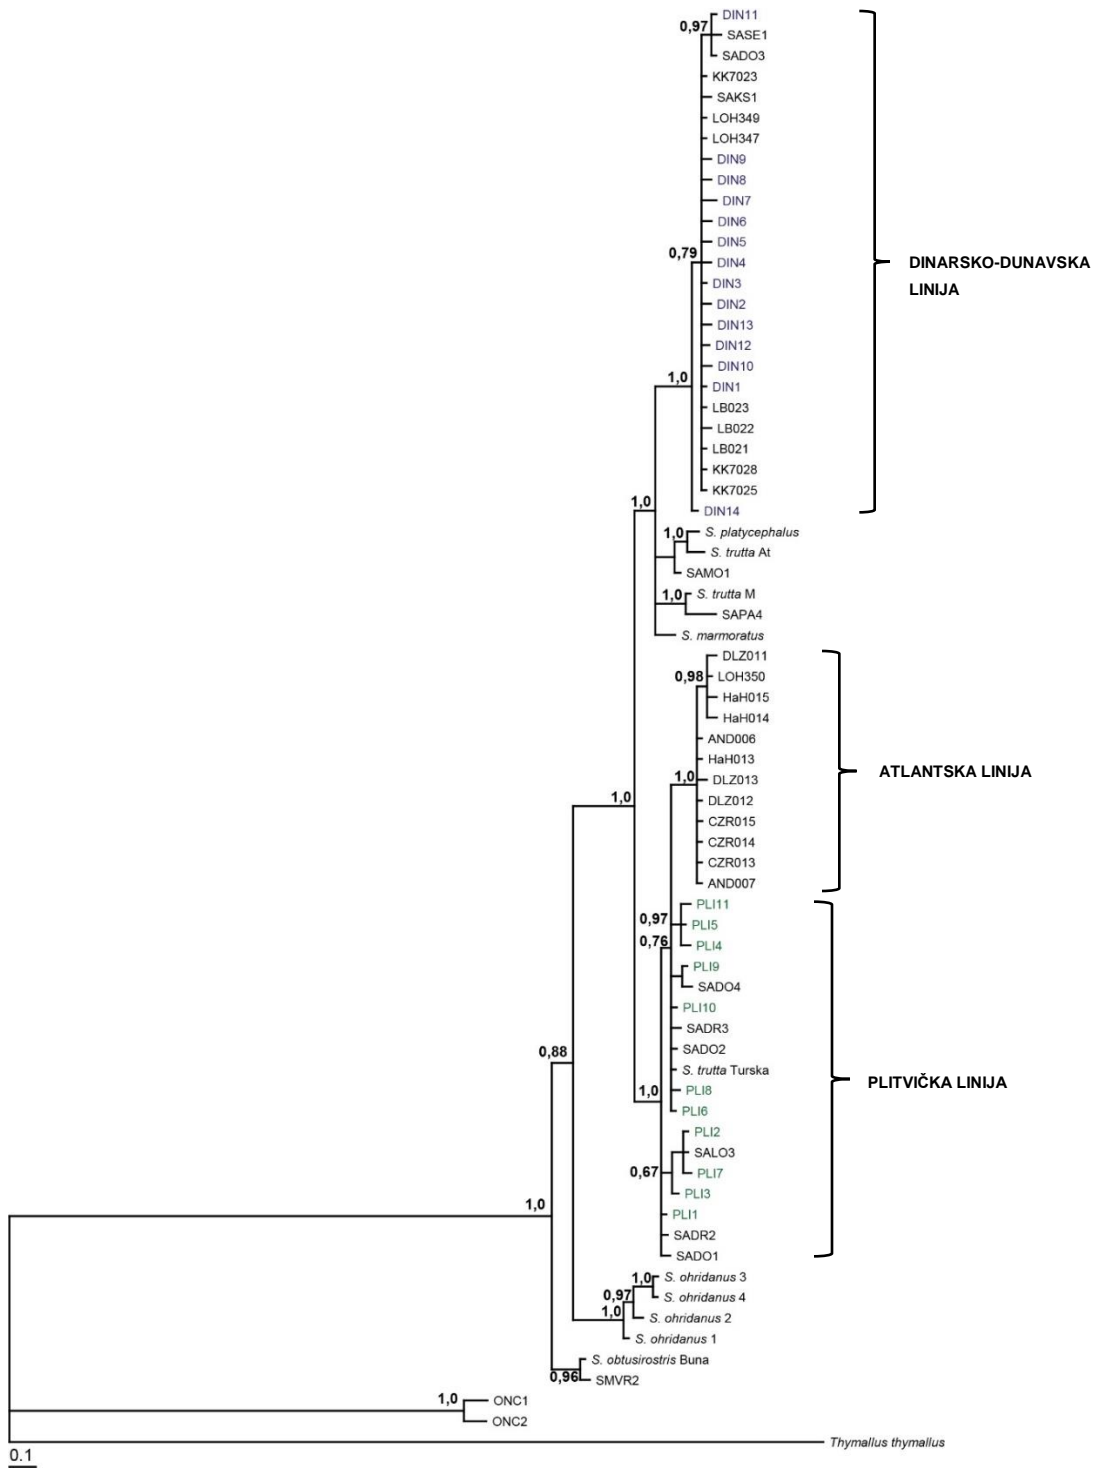 DIN11
0,97
SASE1
SADO3
KK7023
SAKS1
LOH349
LOH347
DIN9
DIN8
DIN7
DIN6
DIN5
0,79
DIN4
DINARSKO-DUNAVSKA
LINIJA
DIN3
DIN2
DIN13
DIN12
DIN10
1,0
DIN1
LB023
LB022
LB021
KK7028
KK7025
1,0
DIN14
S. platycephalus
1,0
S. trutta At
SAMO1
S. trutta M
1,0
SAPA4
S. marmoratus
DLZ011
0,98
LOH350
HaH015
HaH014
AND006
HaH013
ATLANTSKA LINIJA
1,0
DLZ013
1,0
DLZ012
CZR015
CZR014
CZR013
AND007
PLI11
0,97
PLI5
0,76
PLI4
PLI9
SADO4
PLI10
SADR3
0,88
SADO2
S. trutta Turska
PLITVIČKA LINIJA
1,0
PLI8
PLI6
PLI2
SALO3
0,67
PLI7
PLI3
1,0
PLI1
SADR2
SADO1
1,0
S. ohridanus 3
0,97
S. ohridanus 4
1,0
S. ohridanus 2
S. ohridanus 1
S. obtusirostris Buna
0,96
SMVR2
1,0
ONC1
ONC2
Thymallus thymallus
0.1